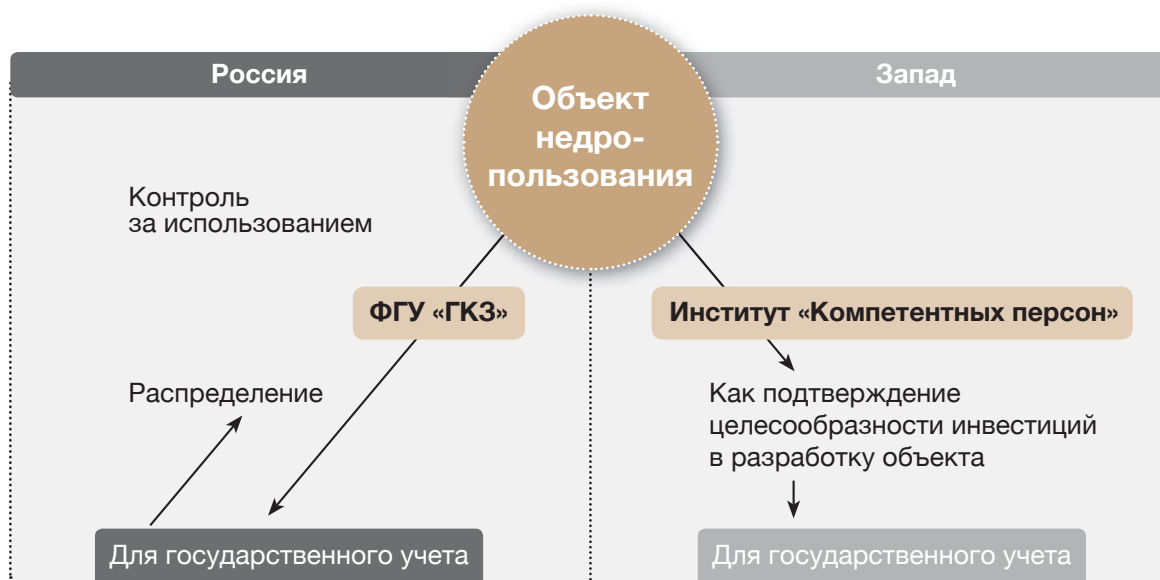 Россия
Объект
недро-
пользования
Запад
Контроль
за использованием
ФГУ «ГКЗ»
Распределение
Для государственного учета
Институт «Компетентных персон»
Как подтверждение
целесообразности инвестиций
в разработку объекта
Для государственного учета